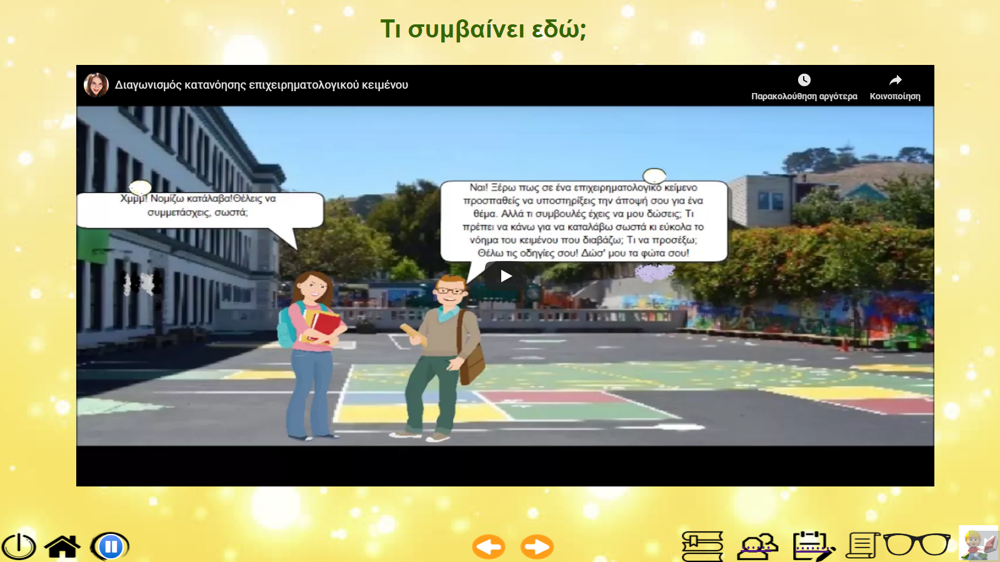 Τι συμβαίνει εδώ;
Διαγωνισμός κατανόησης επιχειρηματολογικού κειμένου
Παρακολούθηση αργότερα
Κοινοποίηση
Χμμμ! Νομίζω κατάλαβα!Θέλεις να
συμμετάσχεις, σωστά;
Ναι! Ξέρω πως σε ένα επιχειρηματολογικό κείμενο
προσπαθείς να υποστηρίξεις την άποψή σου για ένα
θέμα. Αλλά τι συμβουλές έχεις να μου δώσεις; Τι
πρέπει να κάνω για να καταλάβω σωστά κι εύκολα το
νόημα του κειμένου που διαβάζω; Τι να προσέξω;
Θέλω τις οδηγίες σου! Δώσ' μου τα φώτα σου!